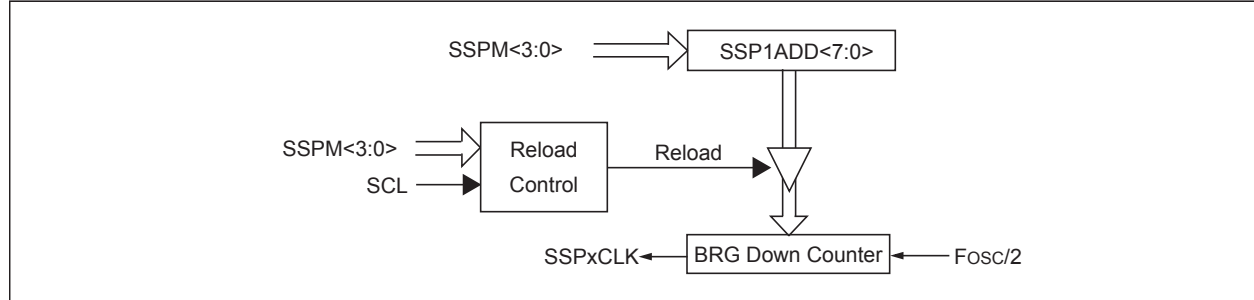 SSPM<3:0>
SSP1ADD<7:0>
SSPM<3:0>
SCL
Reload
Control
Reload
SSPxCLK
BRG Down Counter
FOSC/2